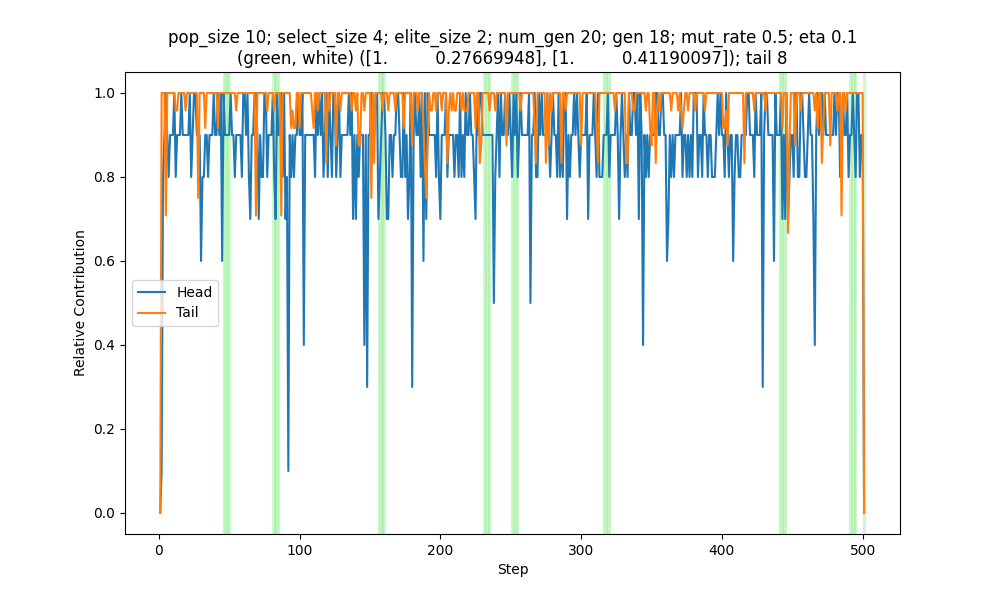 pop_size 10; select_size 4; elite_size 2; num_gen 20; gen 18; mut_rate 0.5; eta 0.1
(green, white) ([1.          0.27669948], [1.          0.41190097]); tail 8
1.0
0.8
0.6
0.4
0.2
0.0
Relative Contribution
Head
Tail
0
100
200
300
400
500
Step